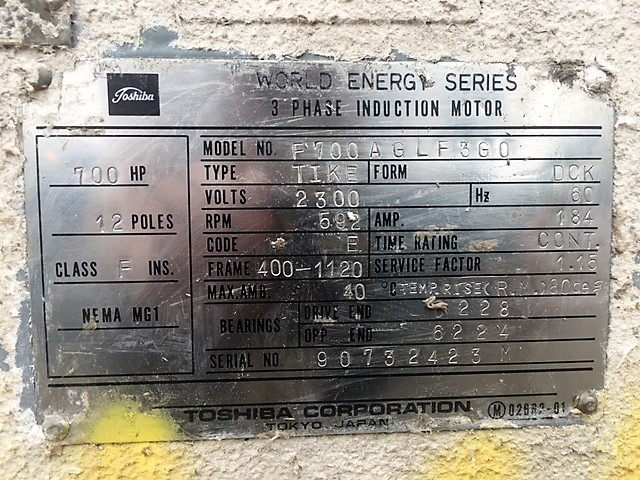 Toshiba
WORLD ENERGY SERIES
3 PHASE INDUCTION MOTOR
700 HP
12 POLES
CLASS F INS.
NEMA MG1
MODEL NO. F700AGLF3G0
TYPE TIKE FORM DCK
VOLTS 2300 Hz 60
RPM 592 AMP. 184
CODE E TIME RATING CONT.
FRAME 400-1120 SERVICE FACTOR 1.15
MAX.AMB. 40 °C TEMP.RISE
BEARINGS
DRIVE END 228
OPP END 6224
SERIAL NO 90732423M
TOSHIBA CORPORATION
TOKYO JAPAN